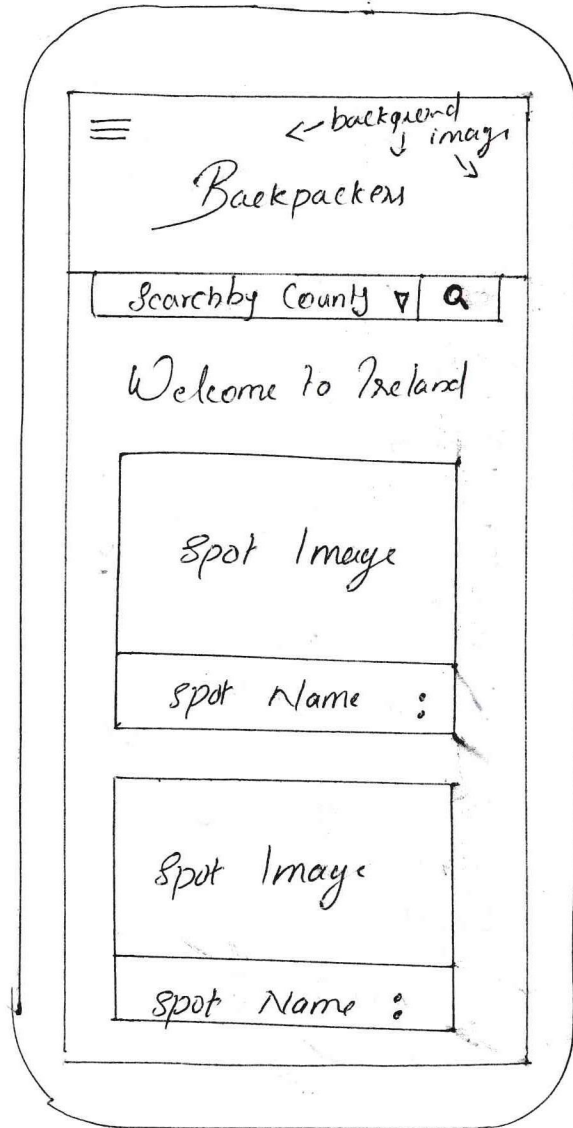 background
image
Backpackers
Searchby County
Welcome to Ireland
Spot Image
Spot Name :
Spot Image
Spot Name :